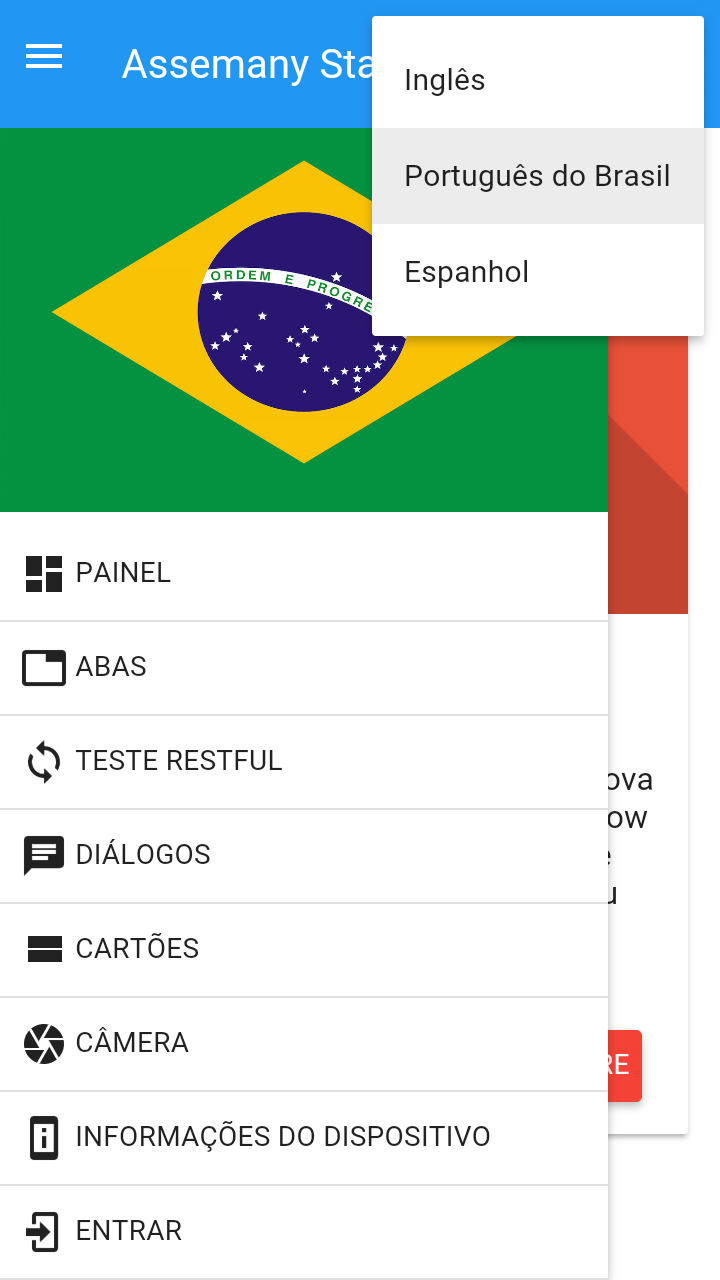 Assemany Sta
Inglês
Português do Brasil
Espanhol
ORDEM E PROGRE
PAINEL
ABAS
TESTE RESTFUL
ova
DIÁLOGOS
ow
e
u
CARTÕES
CÂMERA
RE
INFORMAÇÕES DO DISPOSITIVO
ENTRAR